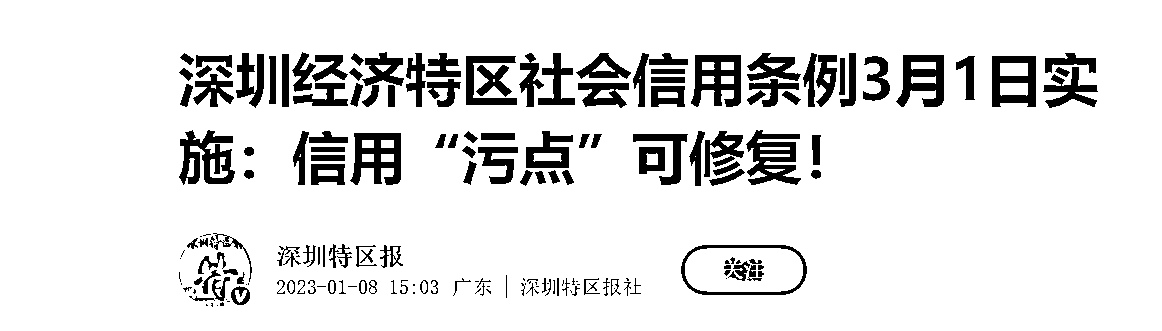 深圳经济特区社会信用条例3月1日实
施：信用“污点”可修复！
深圳特区报
2023-01-08 15:03 广东 | 深圳特区报社
关注